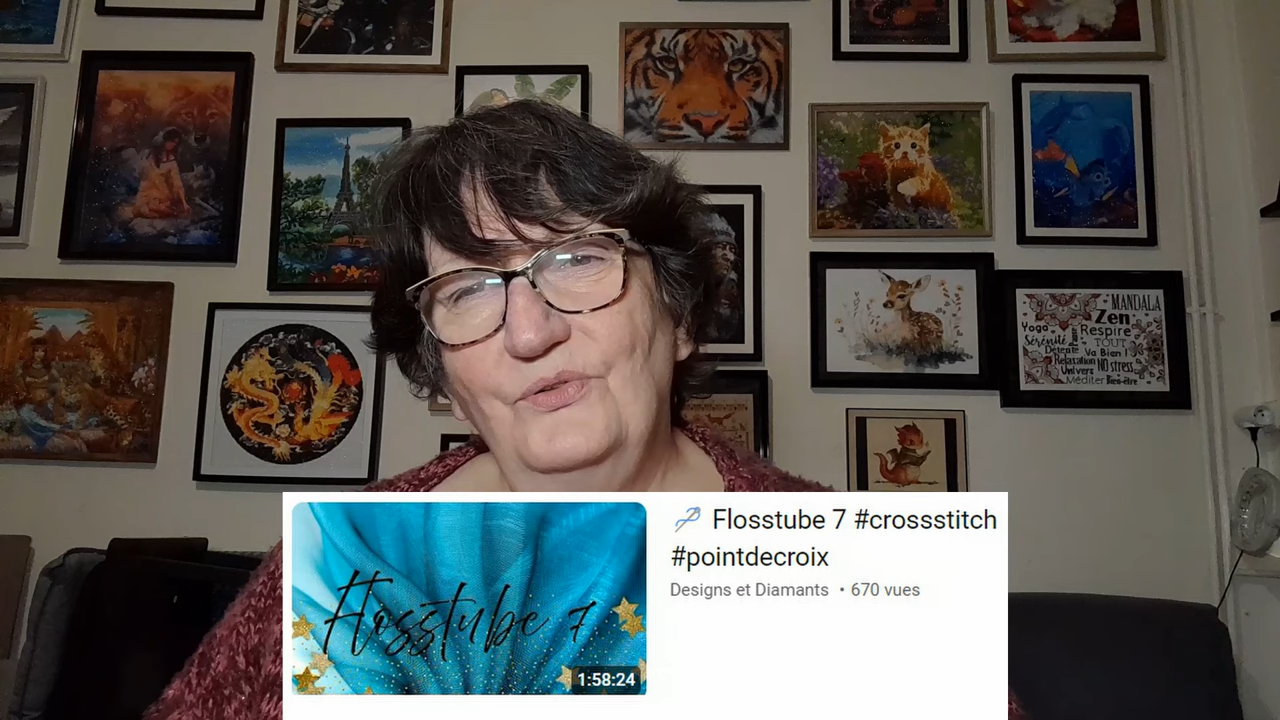 MANDALA
Zen
Yoga
Respire
Sérénité
TOUT
Détente
Va Bien !
Relaxation
NO stress
Univers
Méditer
Bien-être
Flosstube 7 #crossstitch
#pointdecroix
Designs et Diamants • 670 vues
Flosstube 7
1:58:24